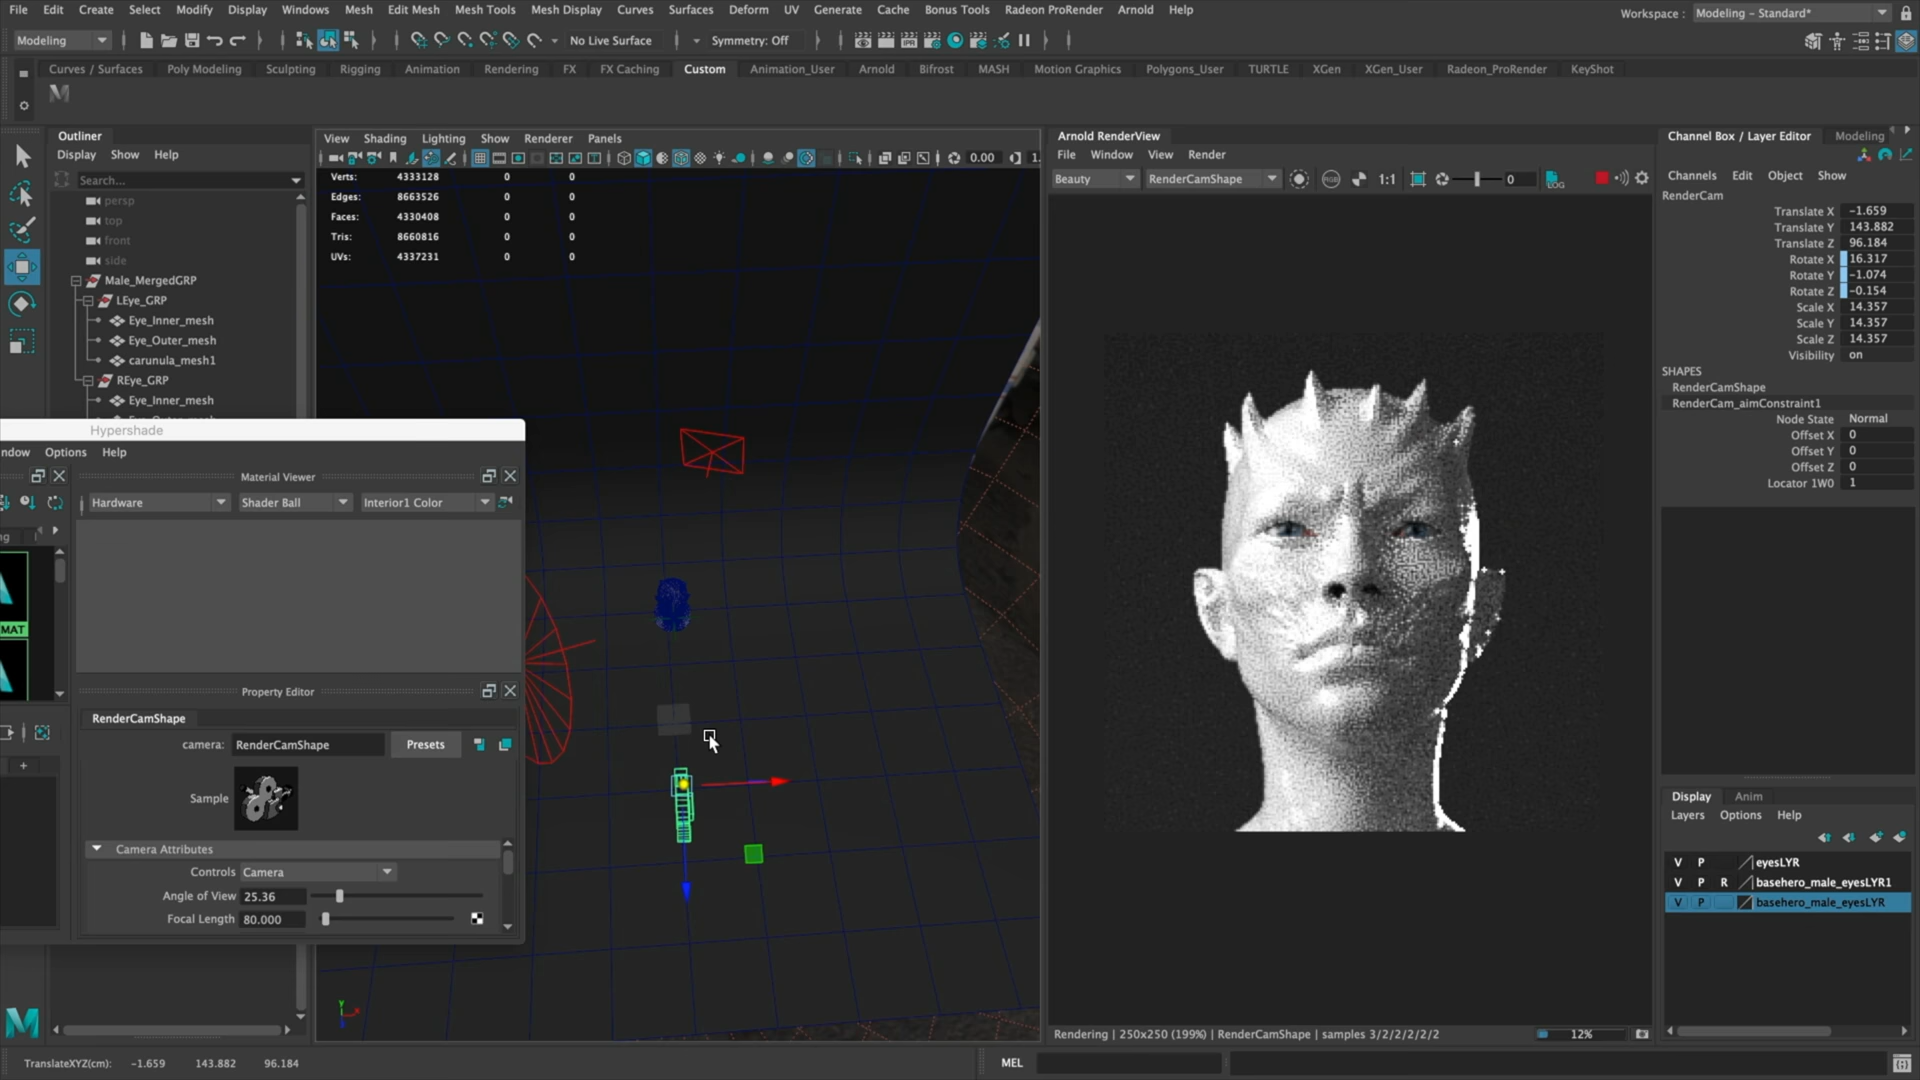 File Edit Create Select Modify Display Windows Mesh Edit Mesh Mesh Tools Mesh Display Curves Surfaces Deform UV Generate Cache Bonus Tools Radeon ProRender Arnold Help
Workspace : Modeling - Standard*
Modeling No Live Surface Symmetry: Off
Curves / Surfaces Poly Modeling Sculpting Rigging Animation Rendering FX FX Caching Custom Animation_User Arnold Bifrost MASH Motion Graphics Polygons_User TURTLE XGen XGen_User Radeon_ProRender KeyShot
Outliner
Display Show Help
Search...
persp
top
front
side
Male_MergedGRP
LEye_GRP
Eye_Inner_mesh
Eye_Outer_mesh
carunula_mesh1
REye_GRP
Eye_Inner_mesh
View Shading Lighting Show Renderer Panels
0.00 1.
Verts: 4333128 0 0
Edges: 8663526 0 0
Faces: 4330408 0 0
Tris: 8660816 0 0
UVs: 4337231 0 0
Hypershade
ndow Options Help
Material Viewer
Hardware Shader Ball Interior1 Color
ng
MAT
Property Editor
RenderCamShape
camera: RenderCamShape Presets
Sample
Camera Attributes
Controls Camera
Angle of View 25.36
Focal Length 80.000
Arnold RenderView
File Window View Render
Beauty RenderCamShape RGB 1:1 0 LOG
Rendering | 250x250 (199%) | RenderCamShape | samples 3/2/2/2/2/2 12%
Channel Box / Layer Editor Modeling
Channels Edit Object Show
RenderCam
Translate X -1.659
Translate Y 143.882
Translate Z 96.184
Rotate X 16.317
Rotate Y -1.074
Rotate Z -0.154
Scale X 14.357
Scale Y 14.357
Scale Z 14.357
Visibility on
SHAPES
RenderCamShape
RenderCam_aimConstraint1
Node State Normal
Offset X 0
Offset Y 0
Offset Z 0
Locator 1W0 1
Display Anim
Layers Options Help
V P eyesLYR
V P R basehero_male_eyesLYR1
V P basehero_male_eyesLYR
TranslateXYZ(cm): -1.659 143.882 96.184
MEL